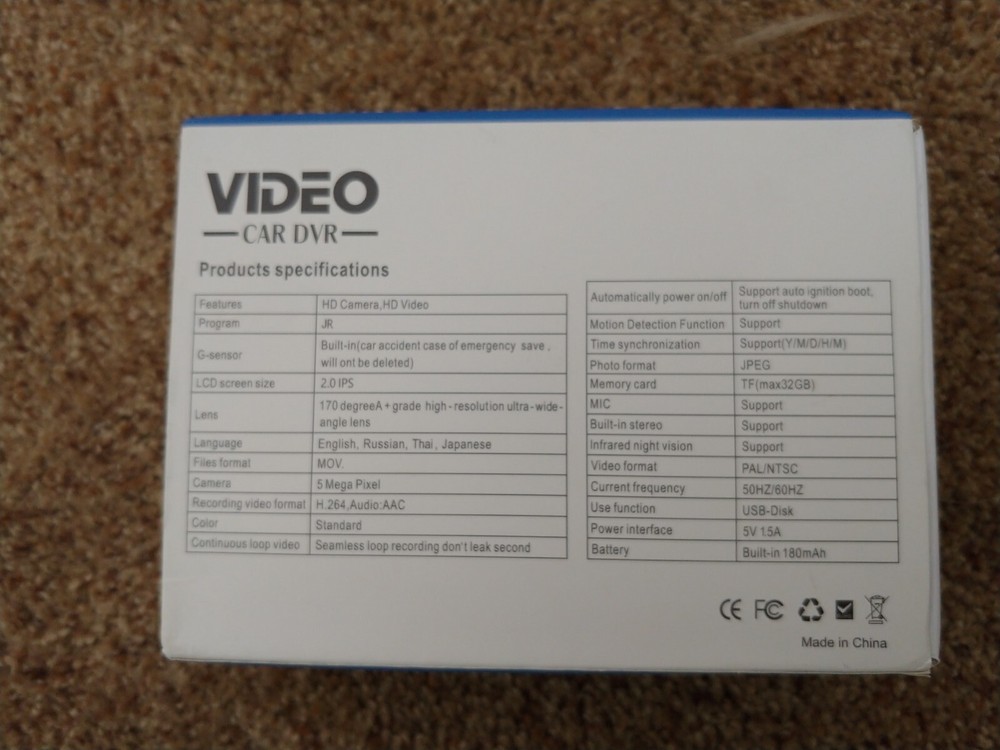 VIDEO
CAR DVR
Products specifications
Features HD Camera,HD Video
Program JR
G-sensor Built-in(car accident case of emergency save ,
will ont be deleted)
LCD screen size 2.0 IPS
Lens 170 degreeA+grade high-resolution ultra-wide-
angle lens
Language English, Russian, Thai, Japanese
Files format MOV.
Camera 5 Mega Pixel
Recording video format H.264,Audio:AAC
Color Standard
Continuous loop video Seamless loop recording don't leak second
Automatically power on/off Support auto ignition boot,
turn off shutdown
Motion Detection Function Support
Time synchronization Support(Y/M/D/H/M)
Photo format JPEG
Memory card TF(max32GB)
MIC Support
Built-in stereo Support
Infrared night vision Support
Video format PAL/NTSC
Current frequency 50HZ/60HZ
Use function USB-Disk
Power interface 5V 1.5A
Battery Built-in 180mAh
CE FC
Made in China